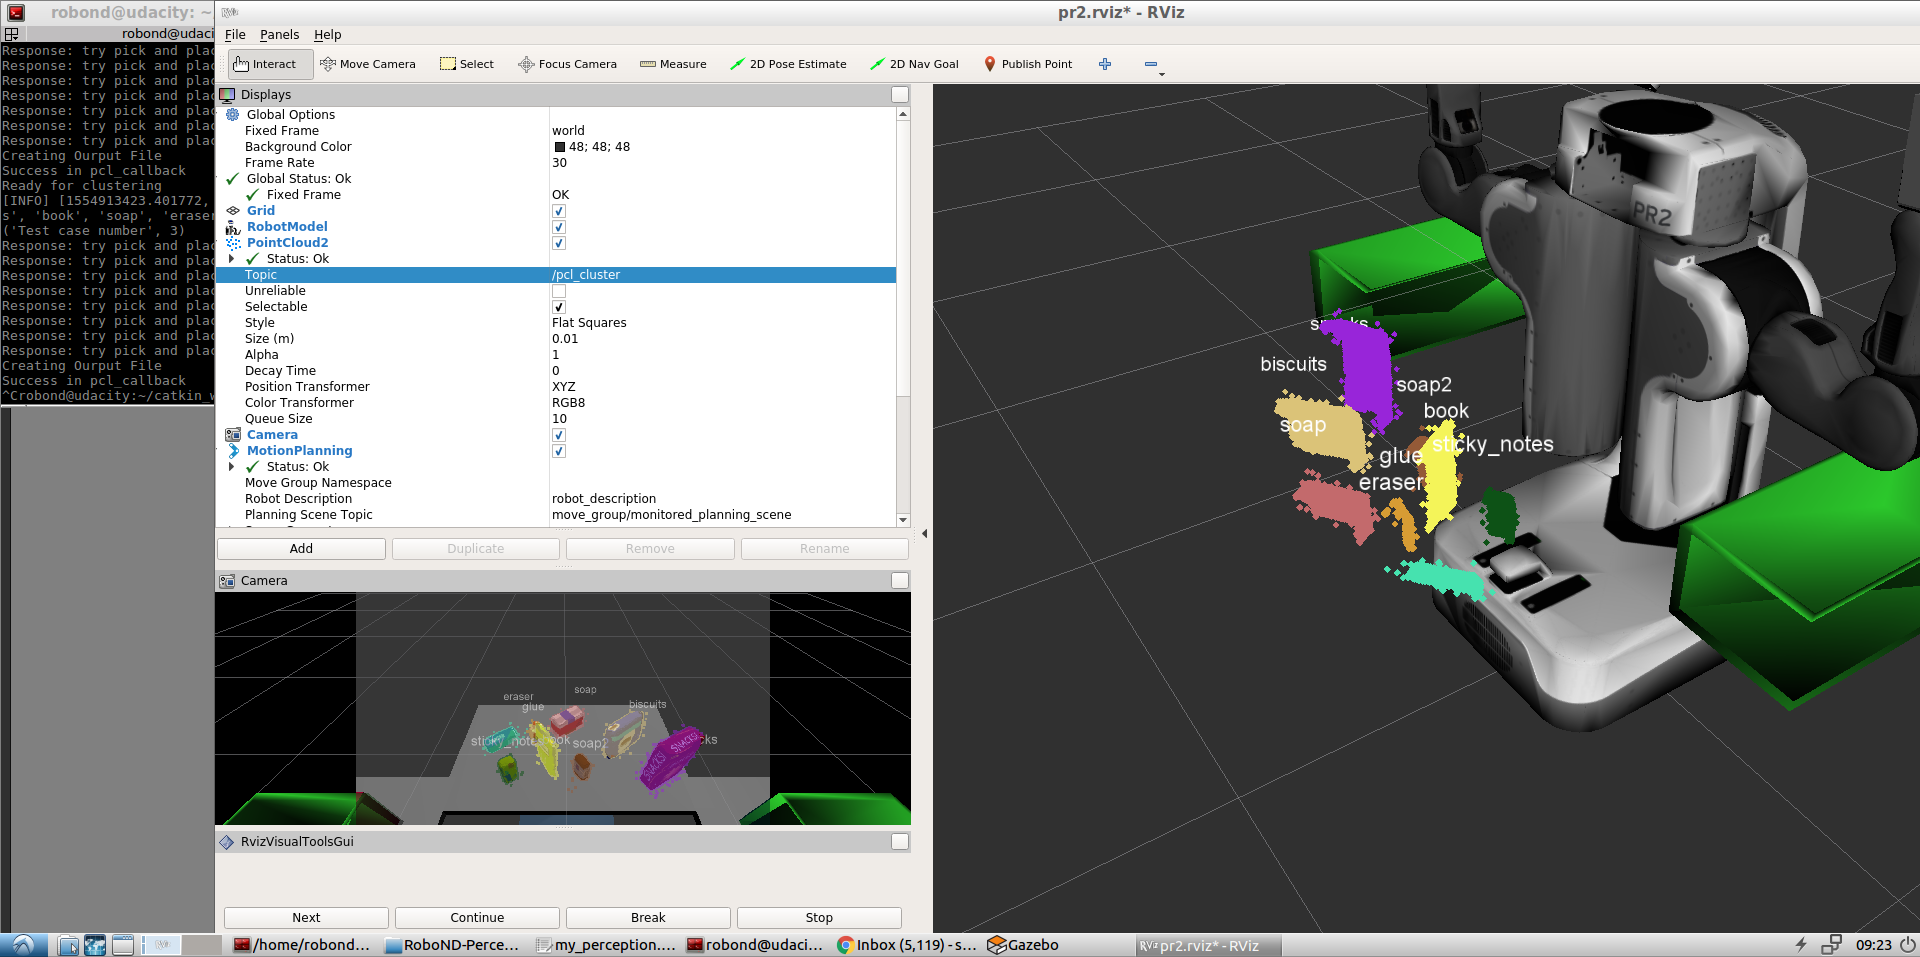 robond@udacity: ~
pr2.rviz* - RViz
robond@udaci
File Panels Help
Interact Move Camera Select Focus Camera Measure 2D Pose Estimate 2D Nav Goal Publish Point
Response: try pick and plac
Response: try pick and plac
Response: try pick and plac
Response: try pick and plac
Response: try pick and plac
Response: try pick and plac
Response: try pick and plac
Creating Ourput File
Success in pcl_callback
Ready for clustering
[INFO] [1554913423.401772,
s', 'book', 'soap', 'eraser
('Test case number', 3)
Response: try pick and plac
Response: try pick and plac
Response: try pick and plac
Response: try pick and plac
Response: try pick and plac
Response: try pick and plac
Response: try pick and plac
Response: try pick and plac
Creating Ourput File
Success in pcl_callback
^Crobond@udacity:~/catkin_w
Displays
Global Options
Fixed Frame world
Background Color 48; 48; 48
Frame Rate 30
Global Status: Ok
Fixed Frame OK
Grid
RobotModel
PointCloud2
Status: Ok
Topic /pcl_cluster
Unreliable
Selectable
Style Flat Squares
Size (m) 0.01
Alpha 1
Decay Time 0
Position Transformer XYZ
Color Transformer RGB8
Queue Size 10
Camera
MotionPlanning
Status: Ok
Move Group Namespace
Robot Description robot_description
Planning Scene Topic move_group/monitored_planning_scene
Add Duplicate Remove Rename
Camera
eraser
soap
glue
biscuits
sticky_notes
soap2
SNACKS
SNACKS
RvizVisualToolsGui
Next Continue Break Stop
PR2
snacks
biscuits
soap2
book
soap
sticky_notes
glue
eraser
/home/robond... RoboND-Perce... my_perception.... robond@udaci... Inbox (5,119) - s... Gazebo RViz pr2.rviz* - RViz 09:23